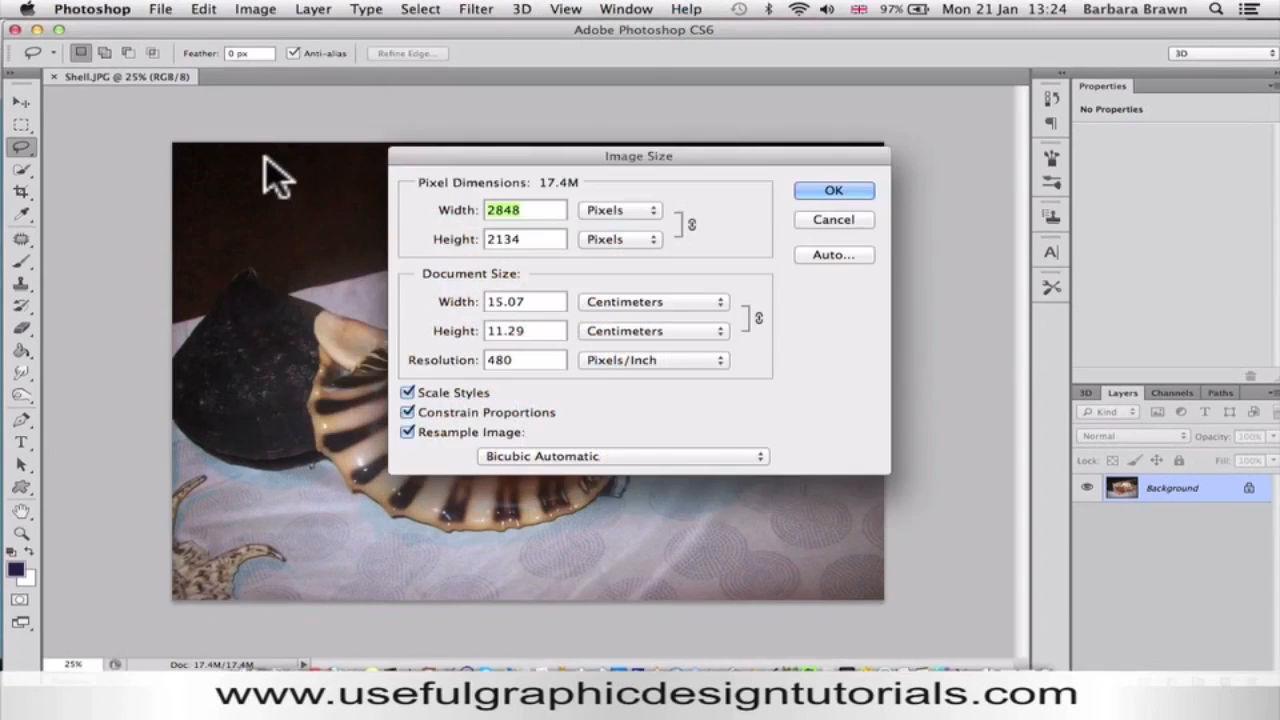 Photoshop File Edit Image Layer Type Select Filter 3D View Window Help 97% Mon 21 Jan 13:24 Barbara Brawn
Adobe Photoshop CS6
Feather: 0 px Anti-alias Refine Edge... 3D
× Shell.JPG @ 25% (RGB/8)
Properties
No Properties
Image Size
Pixel Dimensions: 17.4M
Width: 2848 Pixels
Height: 2134 Pixels
OK
Cancel
Auto...
Document Size:
Width: 15.07 Centimeters
Height: 11.29 Centimeters
Resolution: 480 Pixels/Inch
Scale Styles
Constrain Proportions
Resample Image:
Bicubic Automatic
3D Layers Channels Paths
Kind
Normal Opacity: 100%
Lock: Fill: 100%
Background
25% Doc: 17.4M/17.4M
www.usefulgraphicdesigntutorials.com